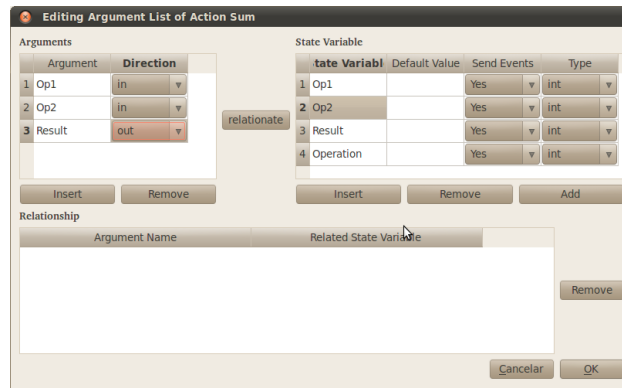 Editing Argument List of Action Sum
Arguments
State Variable
Argument Direction
tate Variabl Default Value Send Events Type
1 Op1 in
1 Op1 Yes int
2 Op2 in
2 Op2 Yes int
relationate
3 Result out
3 Result Yes int
4 Operation Yes int
Insert Remove
Insert Remove Add
Relationship
Argument Name Related State Variable
Remove
Cancelar OK